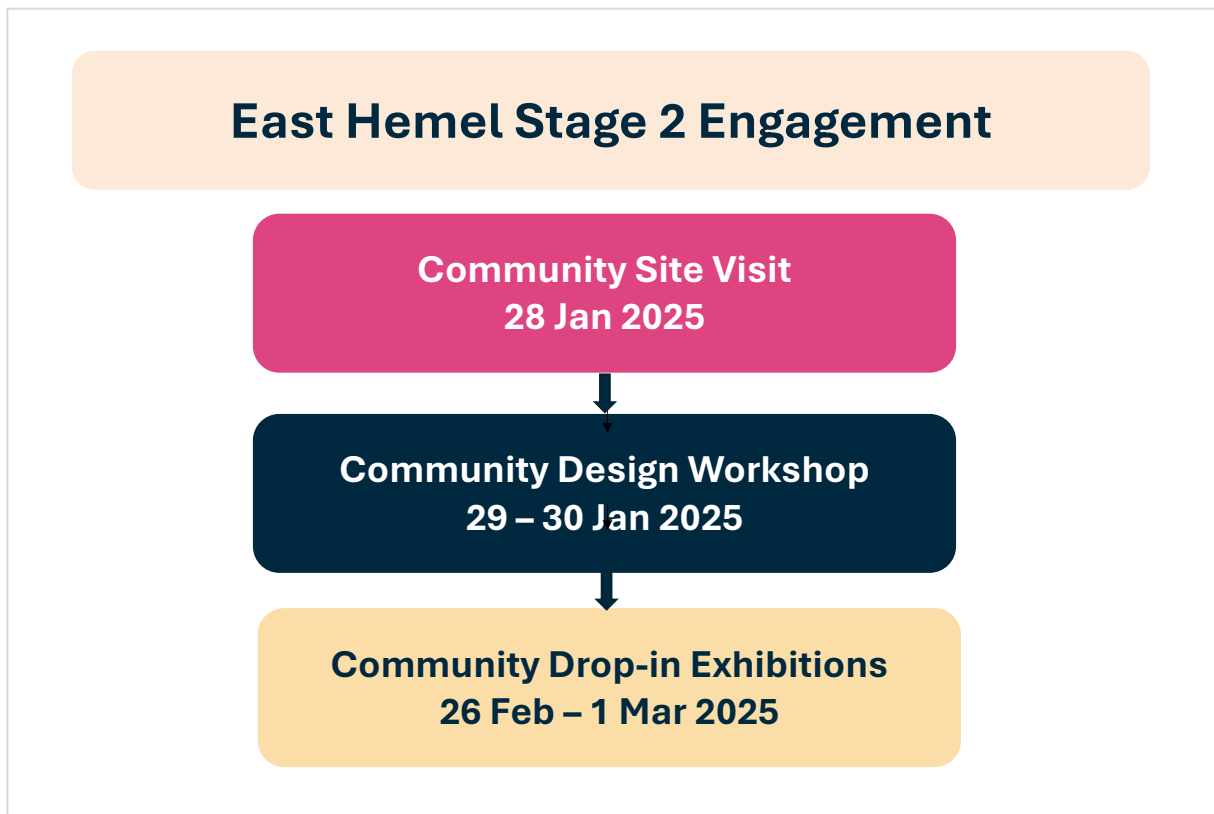 East Hemel Stage 2 Engagement
Community Site Visit
28 Jan 2025
Community Design Workshop
29 – 30 Jan 2025
Community Drop-in Exhibitions
26 Feb – 1 Mar 2025